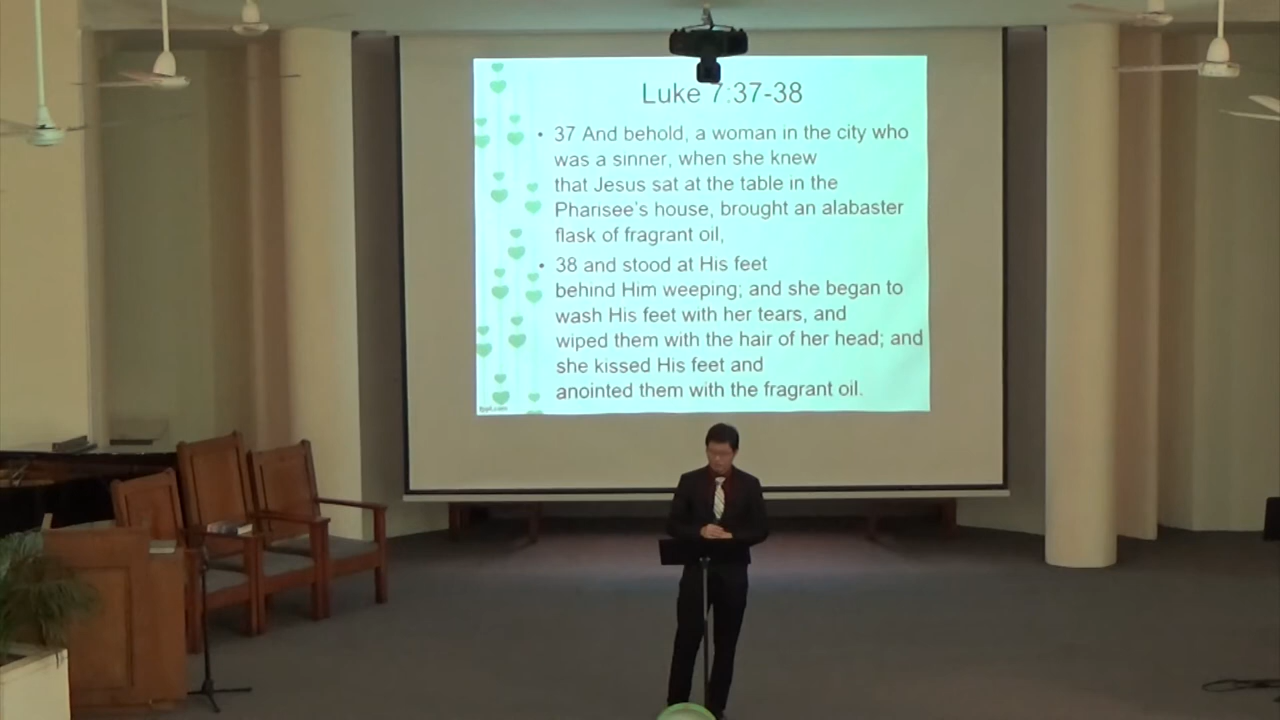 Luke 7:37-38
• 37 And behold, a woman in the city who
was a sinner, when she knew
that Jesus sat at the table in the
Pharisee's house, brought an alabaster
flask of fragrant oil,
• 38 and stood at His feet
behind Him weeping; and she began to
wash His feet with her tears, and
wiped them with the hair of her head; and
she kissed His feet and
anointed them with the fragrant oil.